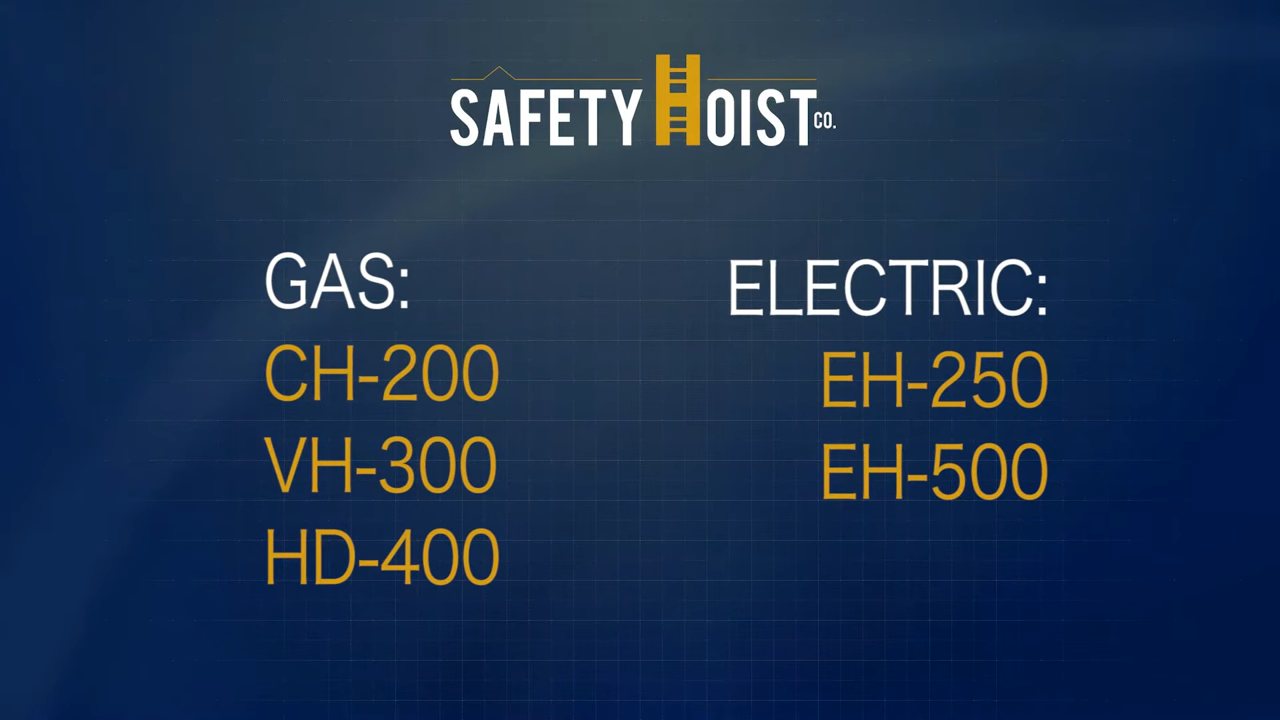 SAFETY HOIST CO.
GAS:
CH-200
VH-300
HD-400
ELECTRIC:
EH-250
EH-500